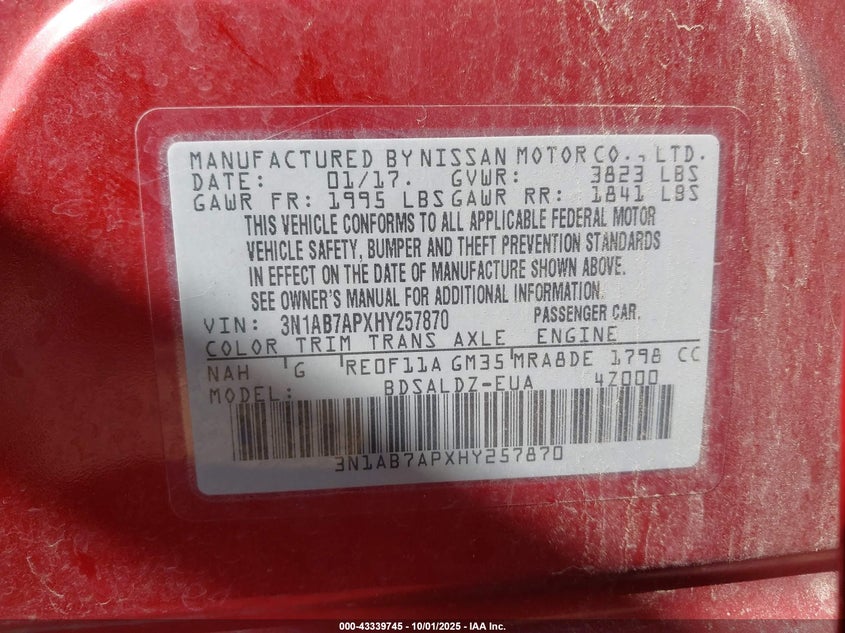 MANUFACTURED BY NISSAN MOTOR CO., LTD.
DATE: 01/17. GVWR: 3823 LBS
GAWR FR: 1995 LBS GAWR RR: 1841 LBS
THIS VEHICLE CONFORMS TO ALL APPLICABLE FEDERAL MOTOR
VEHICLE SAFETY, BUMPER AND THEFT PREVENTION STANDARDS
IN EFFECT ON THE DATE OF MANUFACTURE SHOWN ABOVE.
SEE OWNER'S MANUAL FOR ADDITIONAL INFORMATION.
VIN: 3N1AB7APXHY257870 PASSENGER CAR.
COLOR TRIM TRANS AXLE ENGINE
NAH G RE0F11A GM35 MRA8DE 1798 CC
MODEL: BDSALDZ-EUA 4Z000
3N1AB7APXHY257870
000-43339745 - 10/01/2025 - IAA Inc.